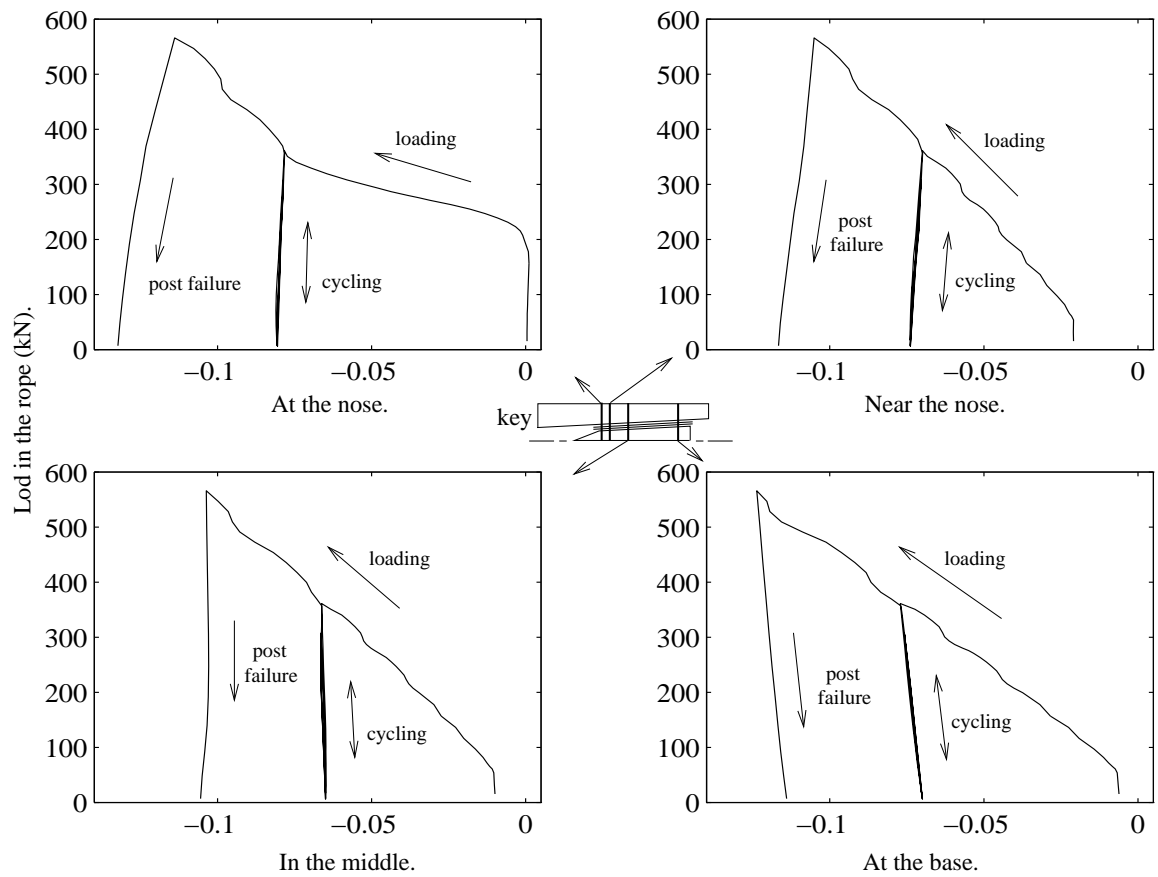 Lod in the rope (kN).
600
500
400
300
200
100
0
−0.1
−0.05
0
loading
post failure
cycling
At the nose.
600
500
400
300
200
100
0
−0.1
−0.05
0
loading
post
failure
cycling
Near the nose.
key
600
500
400
300
200
100
0
−0.1
−0.05
0
loading
post
failure
cycling
In the middle.
600
500
400
300
200
100
0
−0.1
−0.05
0
loading
post
failure
cycling
At the base.